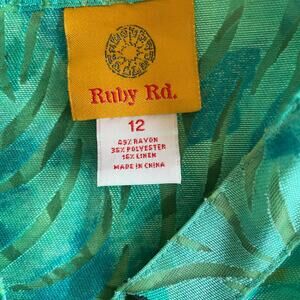 Ruby Rd.
12
49% RAYON
35% POLYESTER
16% LINEN
MADE IN CHINA